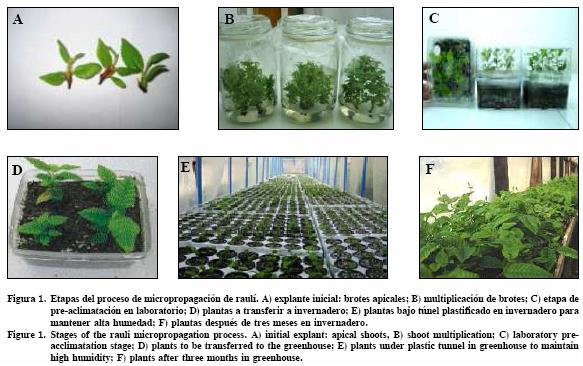 A
B
C
D
E
F
Figura 1. Etapas del proceso de micropropagación de raulí. A) explante inicial: brotes apicales; B) multiplicación de brotes; C) etapa de
pre-aclimatación en laboratorio; D) plantas a transferir a invernadero; E) plantas bajo túnel plastificado en invernadero para
mantener alta humedad; F) plantas después de tres meses en invernadero.
Figure 1. Stages of the rauli micropropagation process. A) initial explant: apical shoots, B) shoot multiplication; C) laboratory pre-
acclimatation stage; D) plants to be transferred to the greenhouse; E) plants under plastic tunnel in greenhouse to maintain
high humidity; F) plants after three months in greenhouse.